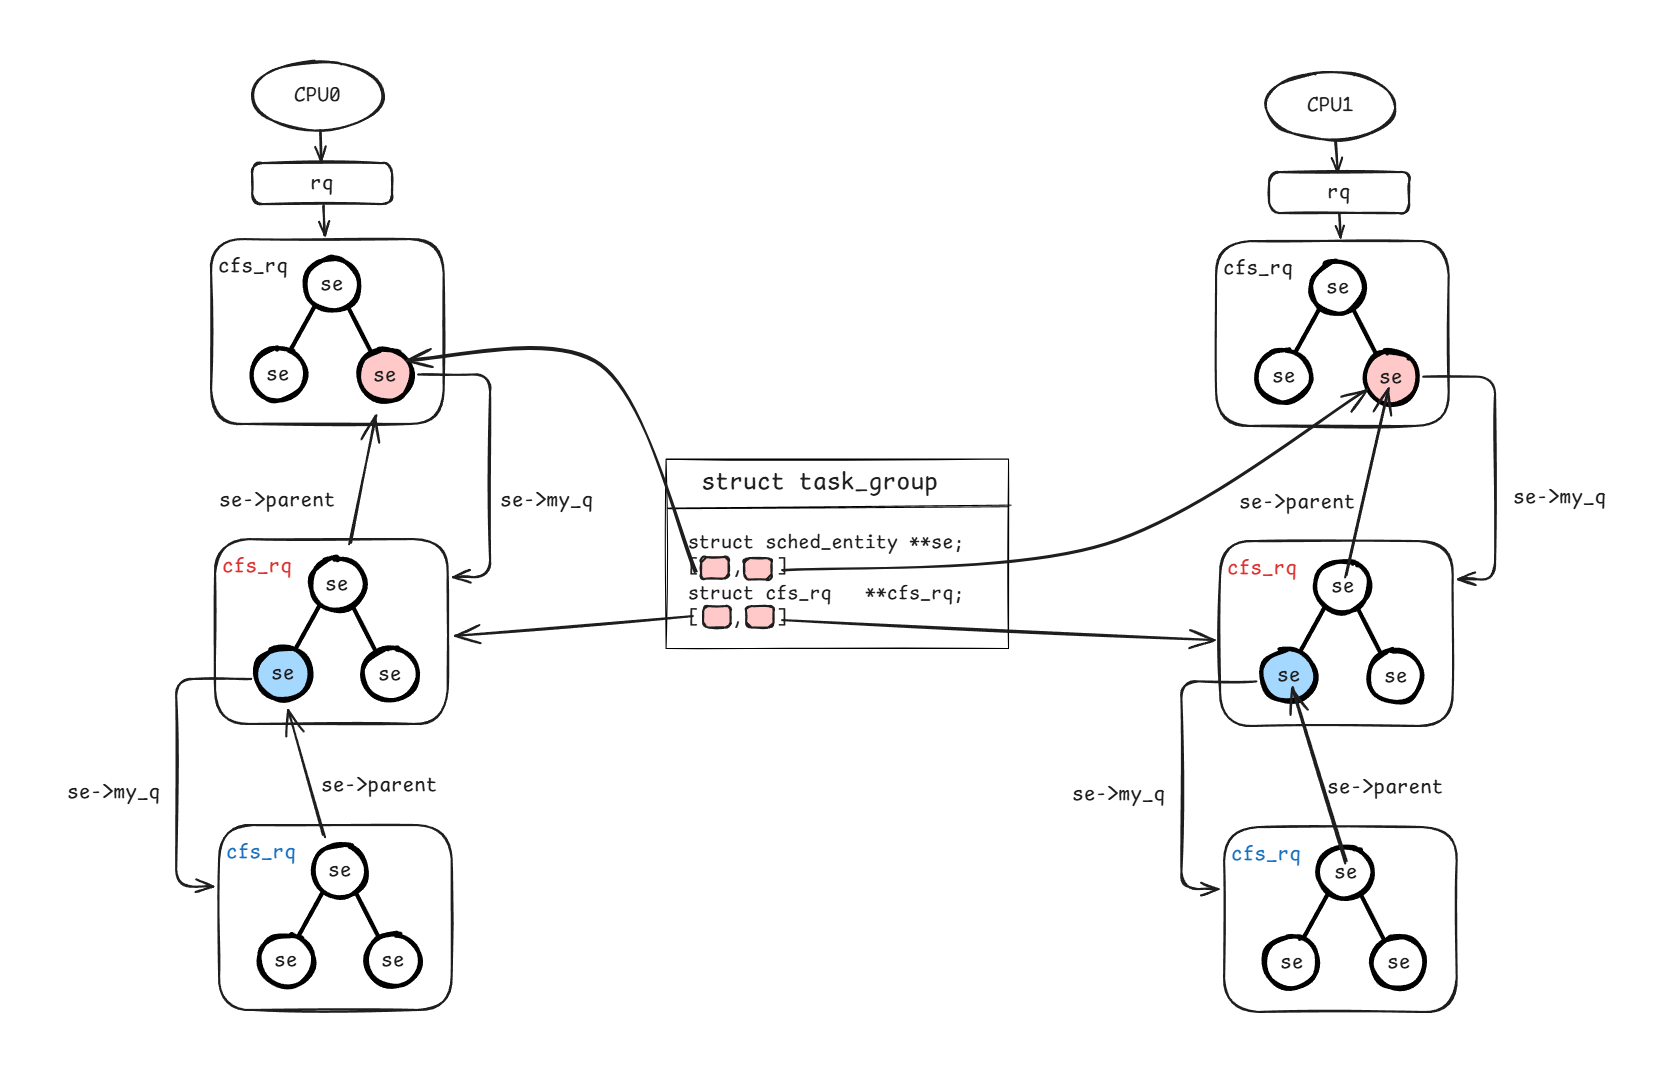 CPU0
rq
cfs_rq
se
se
se
se->parent
se->my_q
cfs_rq
se
se
se
se->my_q
se->parent
cfs_rq
se
se
se
struct task_group
struct sched_entity **se;
[ , ]
struct cfs_rq **cfs_rq;
[ , ]
CPU1
rq
cfs_rq
se
se
se
se->parent
se->my_q
cfs_rq
se
se
se
se->my_q
se->parent
cfs_rq
se
se
se